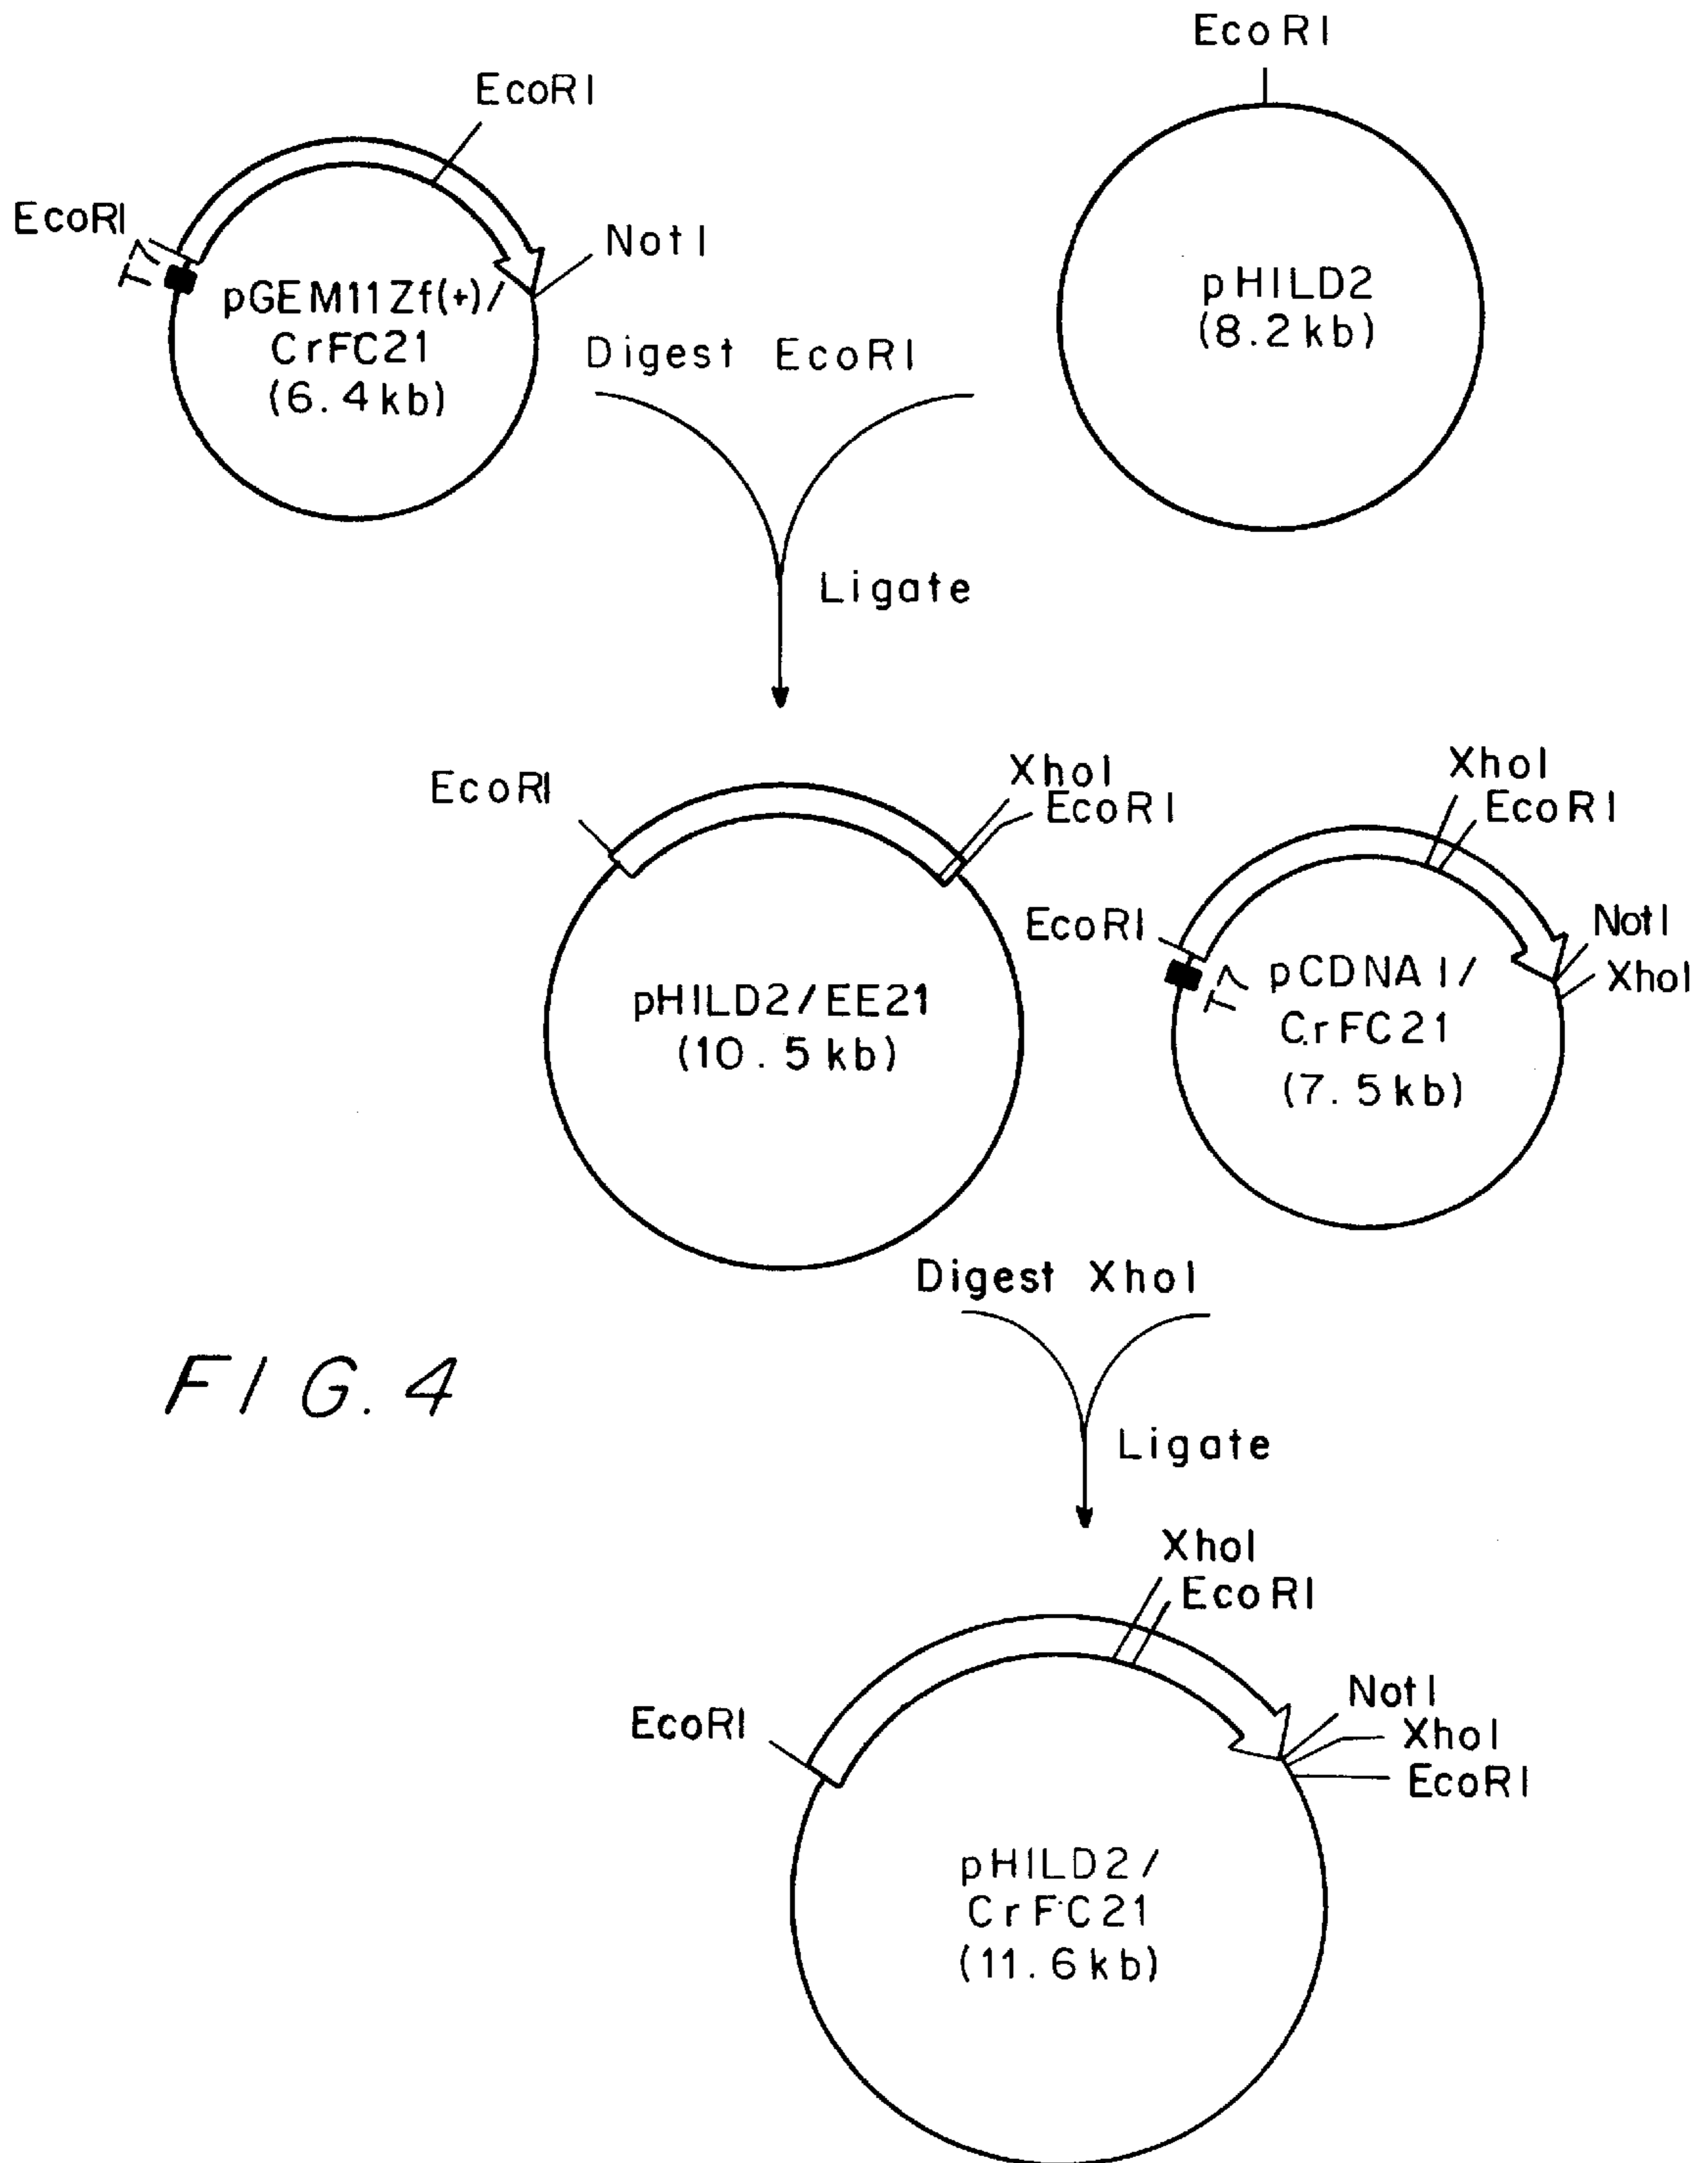 EcoRI
EcoRI
EcoRI
T7
NotI
pGEM11Zf(+)/
CrFC21
(6.4kb)
pHILD2
(8.2kb)
Digest EcoRI
Ligate
EcoRI
XhoI
EcoRI
pHILD2/EE21
(10.5kb)
XhoI
EcoRI
EcoRI
T7
NotI
XhoI
pCDNA I/
CrFC21
(7.5kb)
Digest XhoI
Ligate
FIG. 4
XhoI
EcoRI
EcoRI
NotI
XhoI
EcoRI
pHILD2/
CrFC21
(11.6kb)